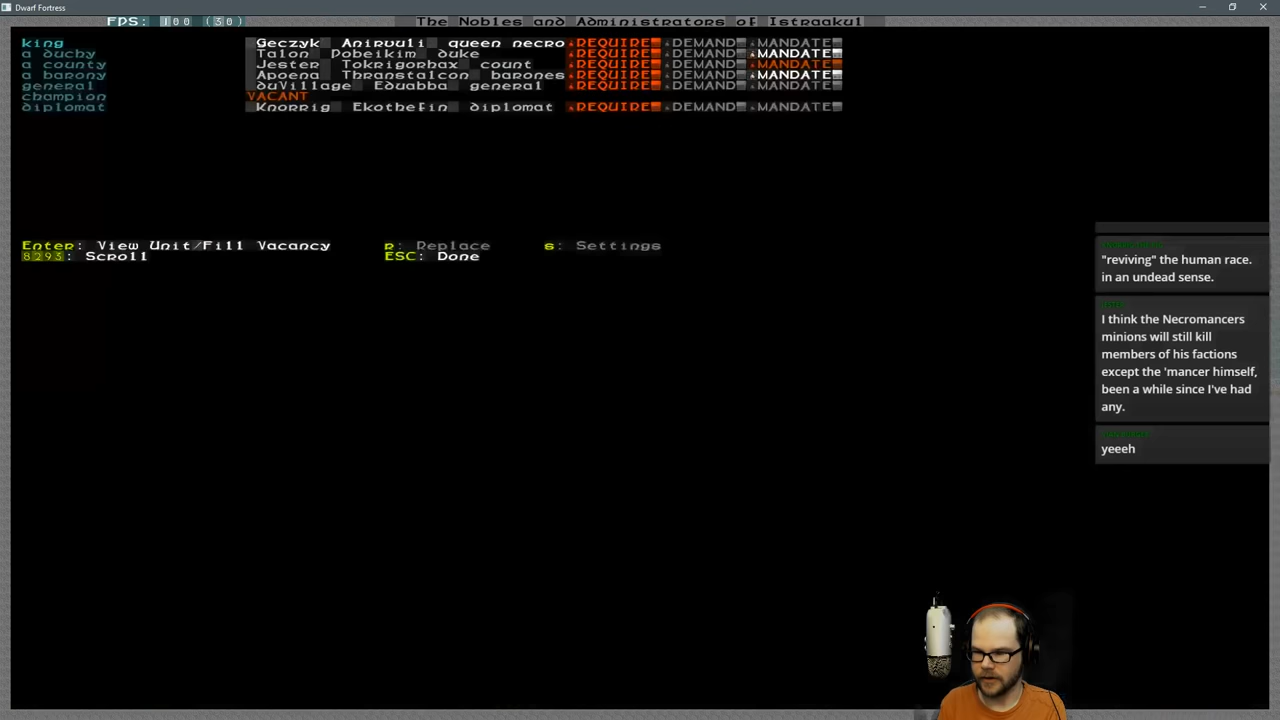 Dwarf Fortress
FPS: 100 (30)
The Nobles and Administrators of Istraakul
king Geczyk Anirvuli queen necro REQUIRE DEMAND MANDATE
a duchy Talon Pobeikim duke REQUIRE DEMAND MANDATE
a county Jester Tokrigorbax count REQUIRE DEMAND MANDATE
a barony Apoena Thranstalcon barones REQUIRE DEMAND MANDATE
general duVillage Eduabba general REQUIRE DEMAND MANDATE
champion VACANT
diplomat Knorrig Ekothefin diplomat REQUIRE DEMAND MANDATE
Enter: View Unit/Fill Vacancy r: Replace s: Settings
8293: Scroll ESC: Done
"reviving" the human race.
in an undead sense.
I think the Necromancers
minions will still kill
members of his factions
except the 'mancer himself,
been a while since I've had
any.
yeeeh